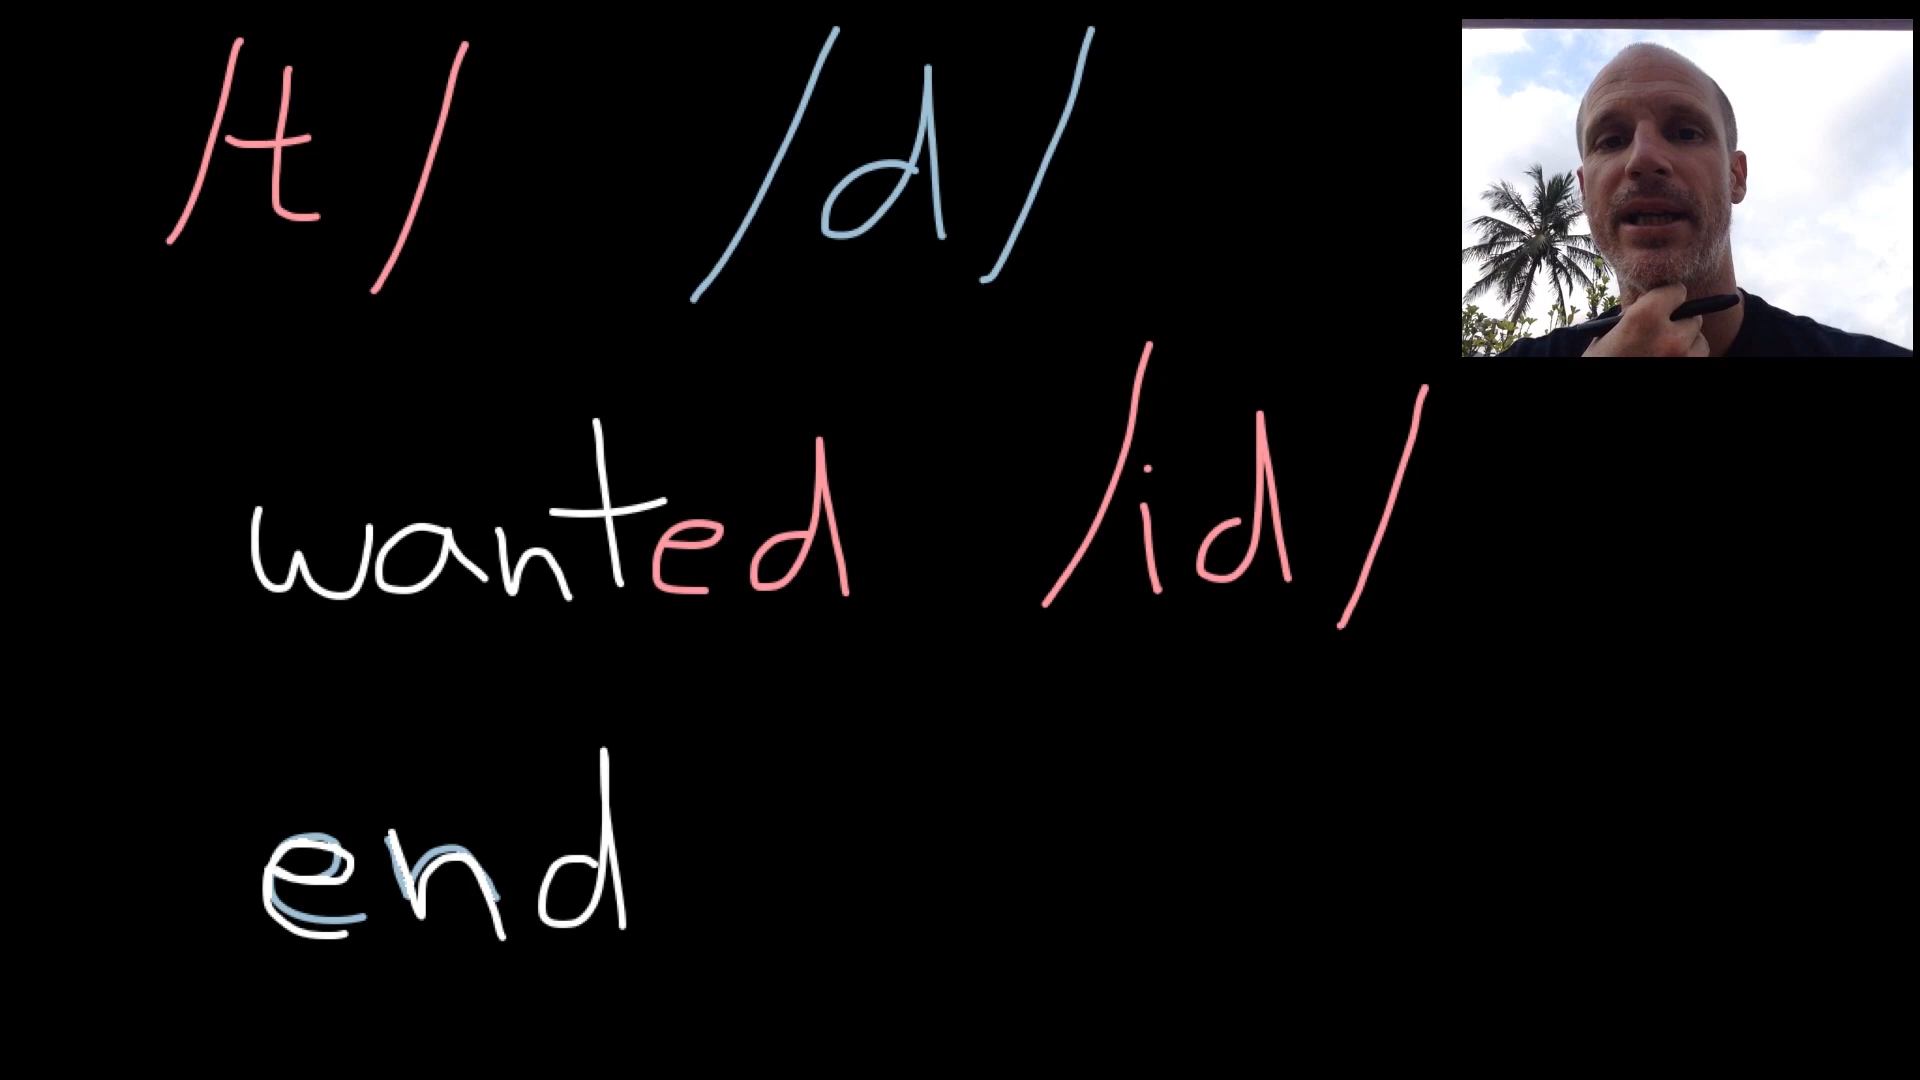 /t/ /d/
wanted /id/
end